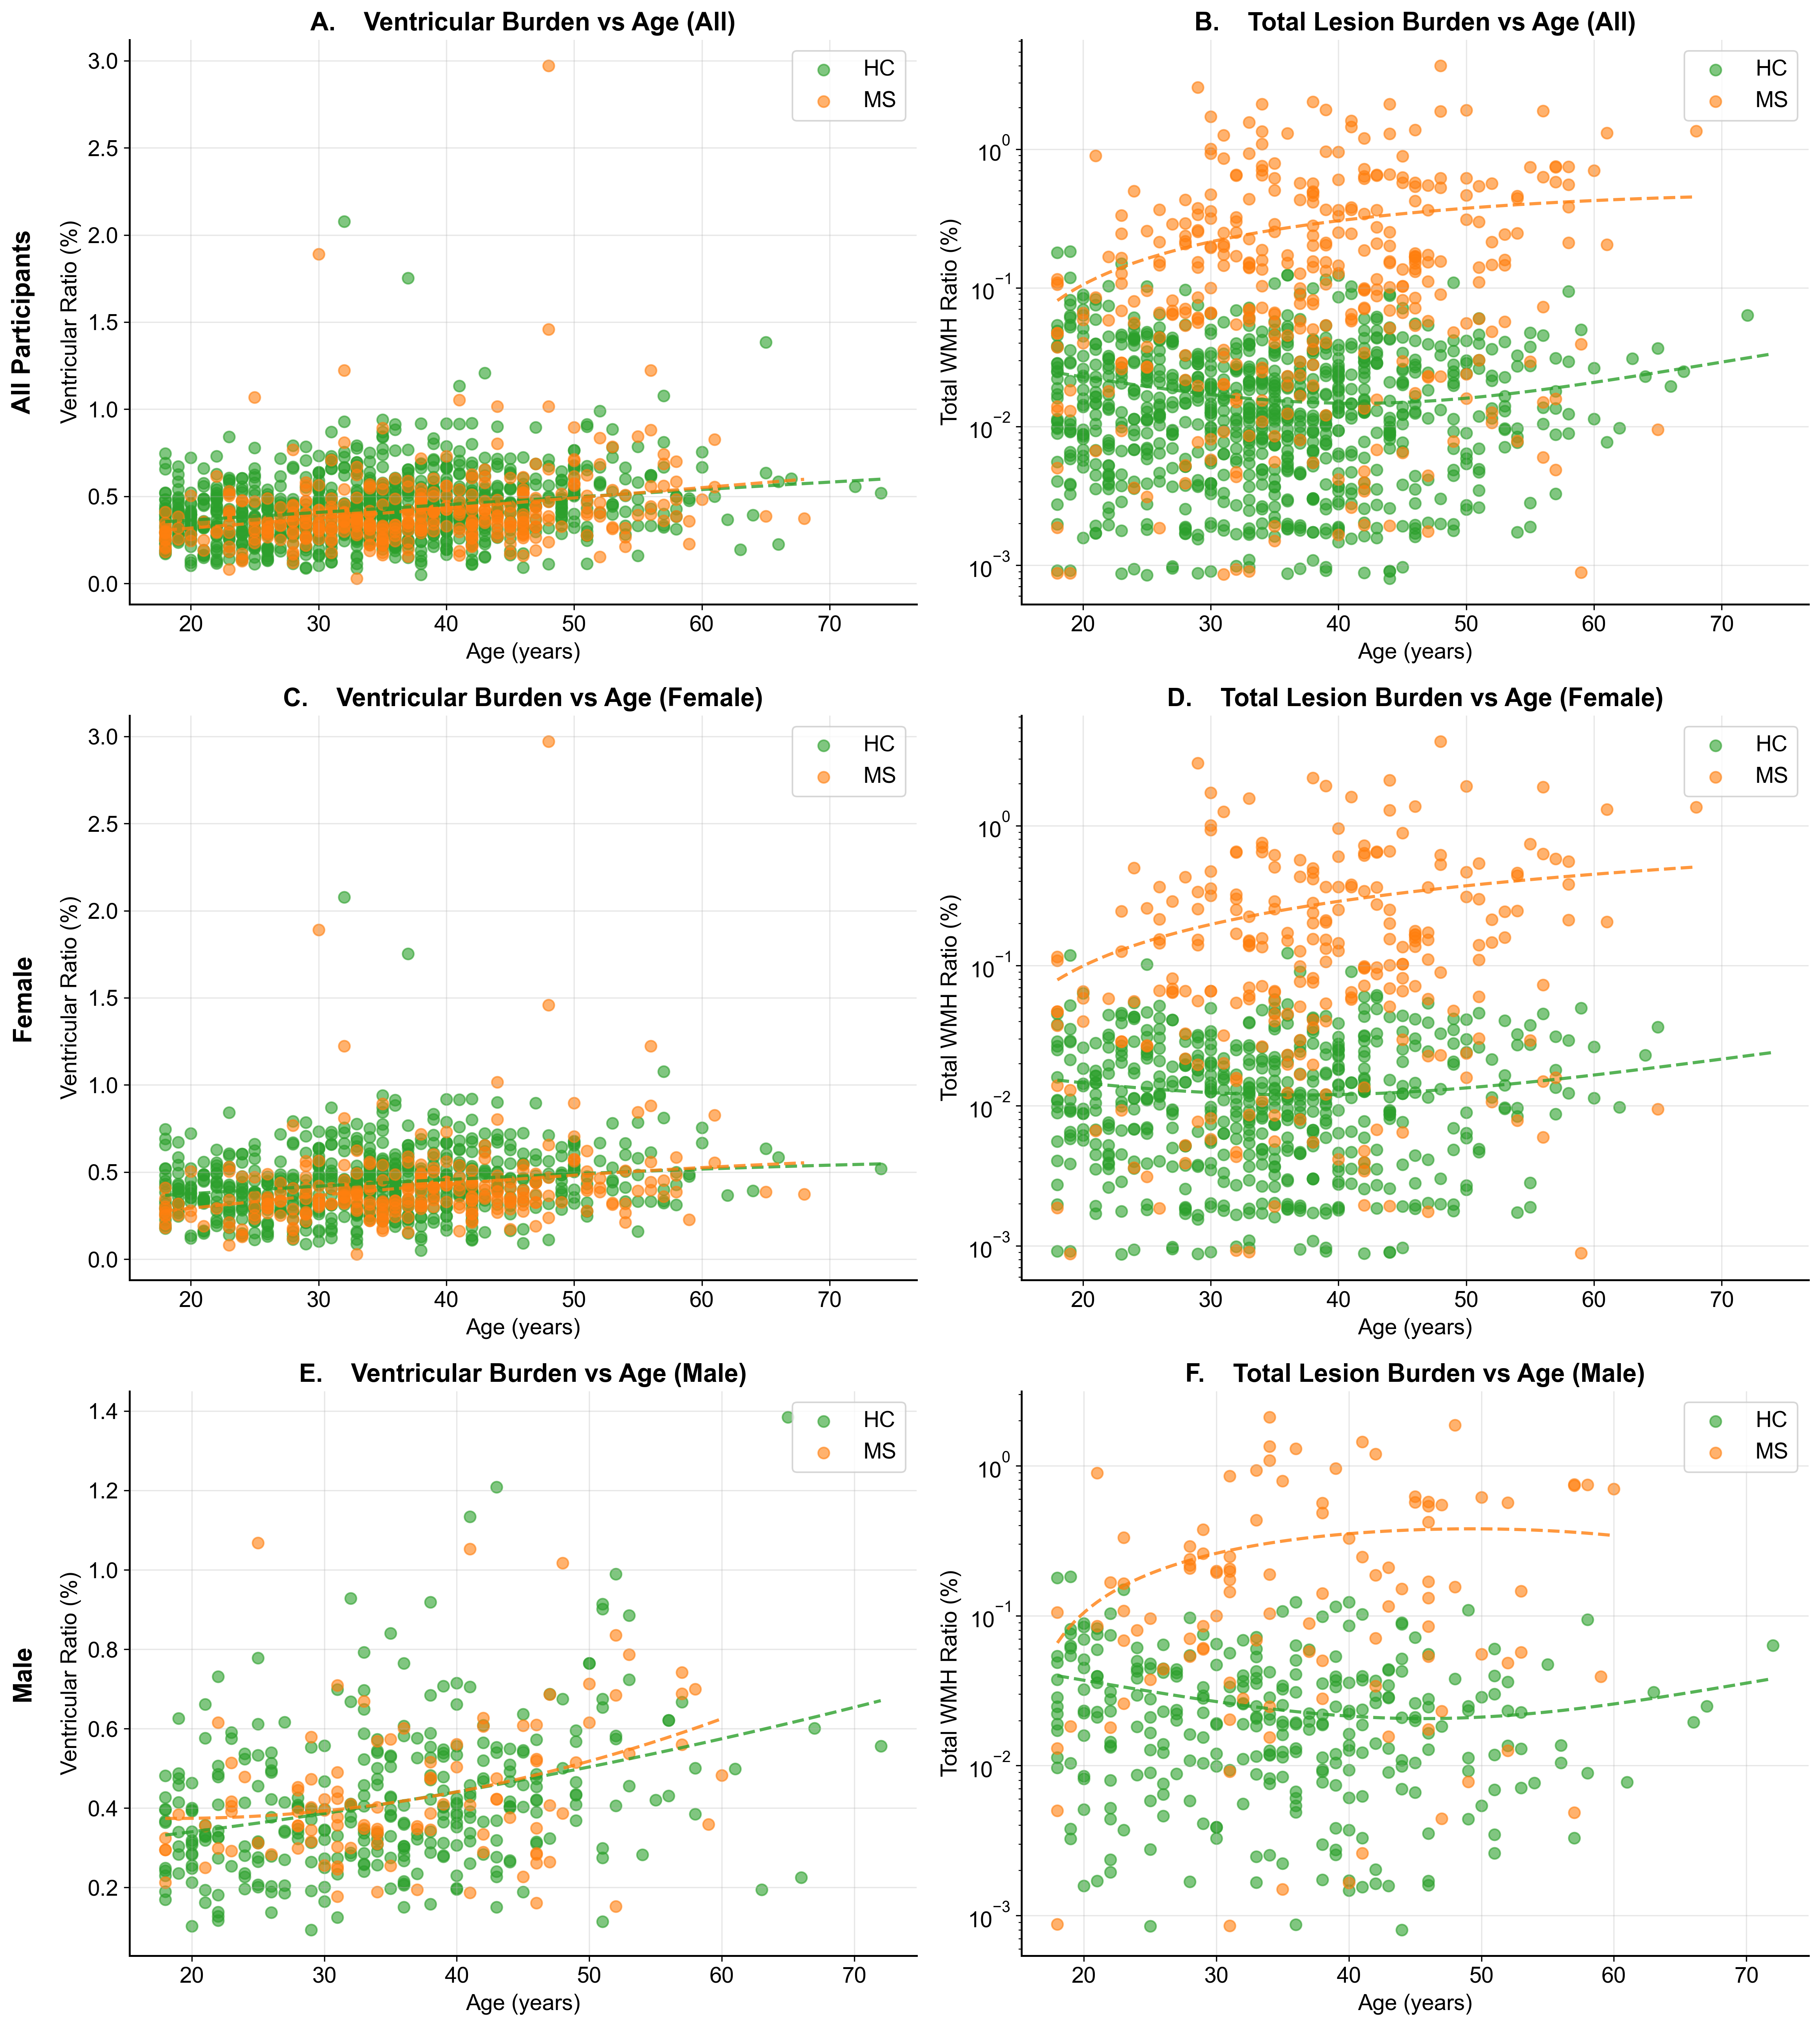 A. Ventricular Burden vs Age (All)
All Participants
Ventricular Ratio (%)
3.0
2.5
2.0
1.5
1.0
0.5
0.0
HC
MS
20 30 40 50 60 70
Age (years)
B. Total Lesion Burden vs Age (All)
Total WMH Ratio (%)
10^0
10^−1
10^−2
10^−3
HC
MS
20 30 40 50 60 70
Age (years)
C. Ventricular Burden vs Age (Female)
Female
Ventricular Ratio (%)
3.0
2.5
2.0
1.5
1.0
0.5
0.0
HC
MS
20 30 40 50 60 70
Age (years)
D. Total Lesion Burden vs Age (Female)
Total WMH Ratio (%)
10^0
10^−1
10^−2
10^−3
HC
MS
20 30 40 50 60 70
Age (years)
E. Ventricular Burden vs Age (Male)
Male
Ventricular Ratio (%)
1.4
1.2
1.0
0.8
0.6
0.4
0.2
HC
MS
20 30 40 50 60 70
Age (years)
F. Total Lesion Burden vs Age (Male)
Total WMH Ratio (%)
10^0
10^−1
10^−2
10^−3
HC
MS
20 30 40 50 60 70
Age (years)